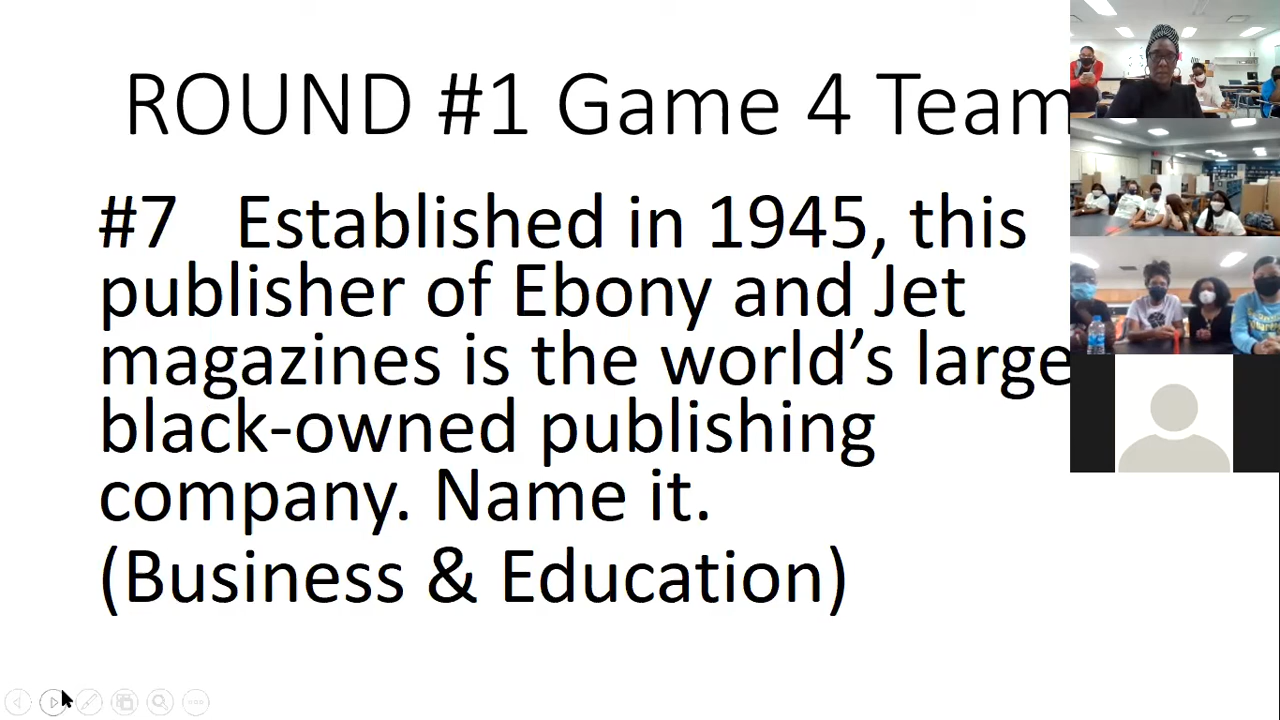 ROUND #1 Game 4 Team
#7 Established in 1945, this
publisher of Ebony and Jet
magazines is the world’s large
black-owned publishing
company. Name it.
(Business & Education)